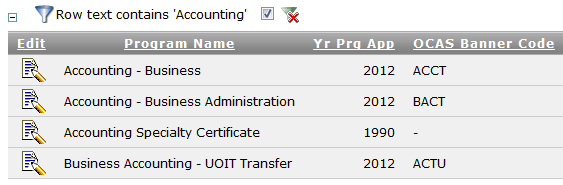 Row text contains 'Accounting'
Edit Program Name Yr Prg App OCAS Banner Code
Accounting - Business 2012 ACCT
Accounting - Business Administration 2012 BACT
Accounting Specialty Certificate 1990 -
Business Accounting - UOIT Transfer 2012 ACTU